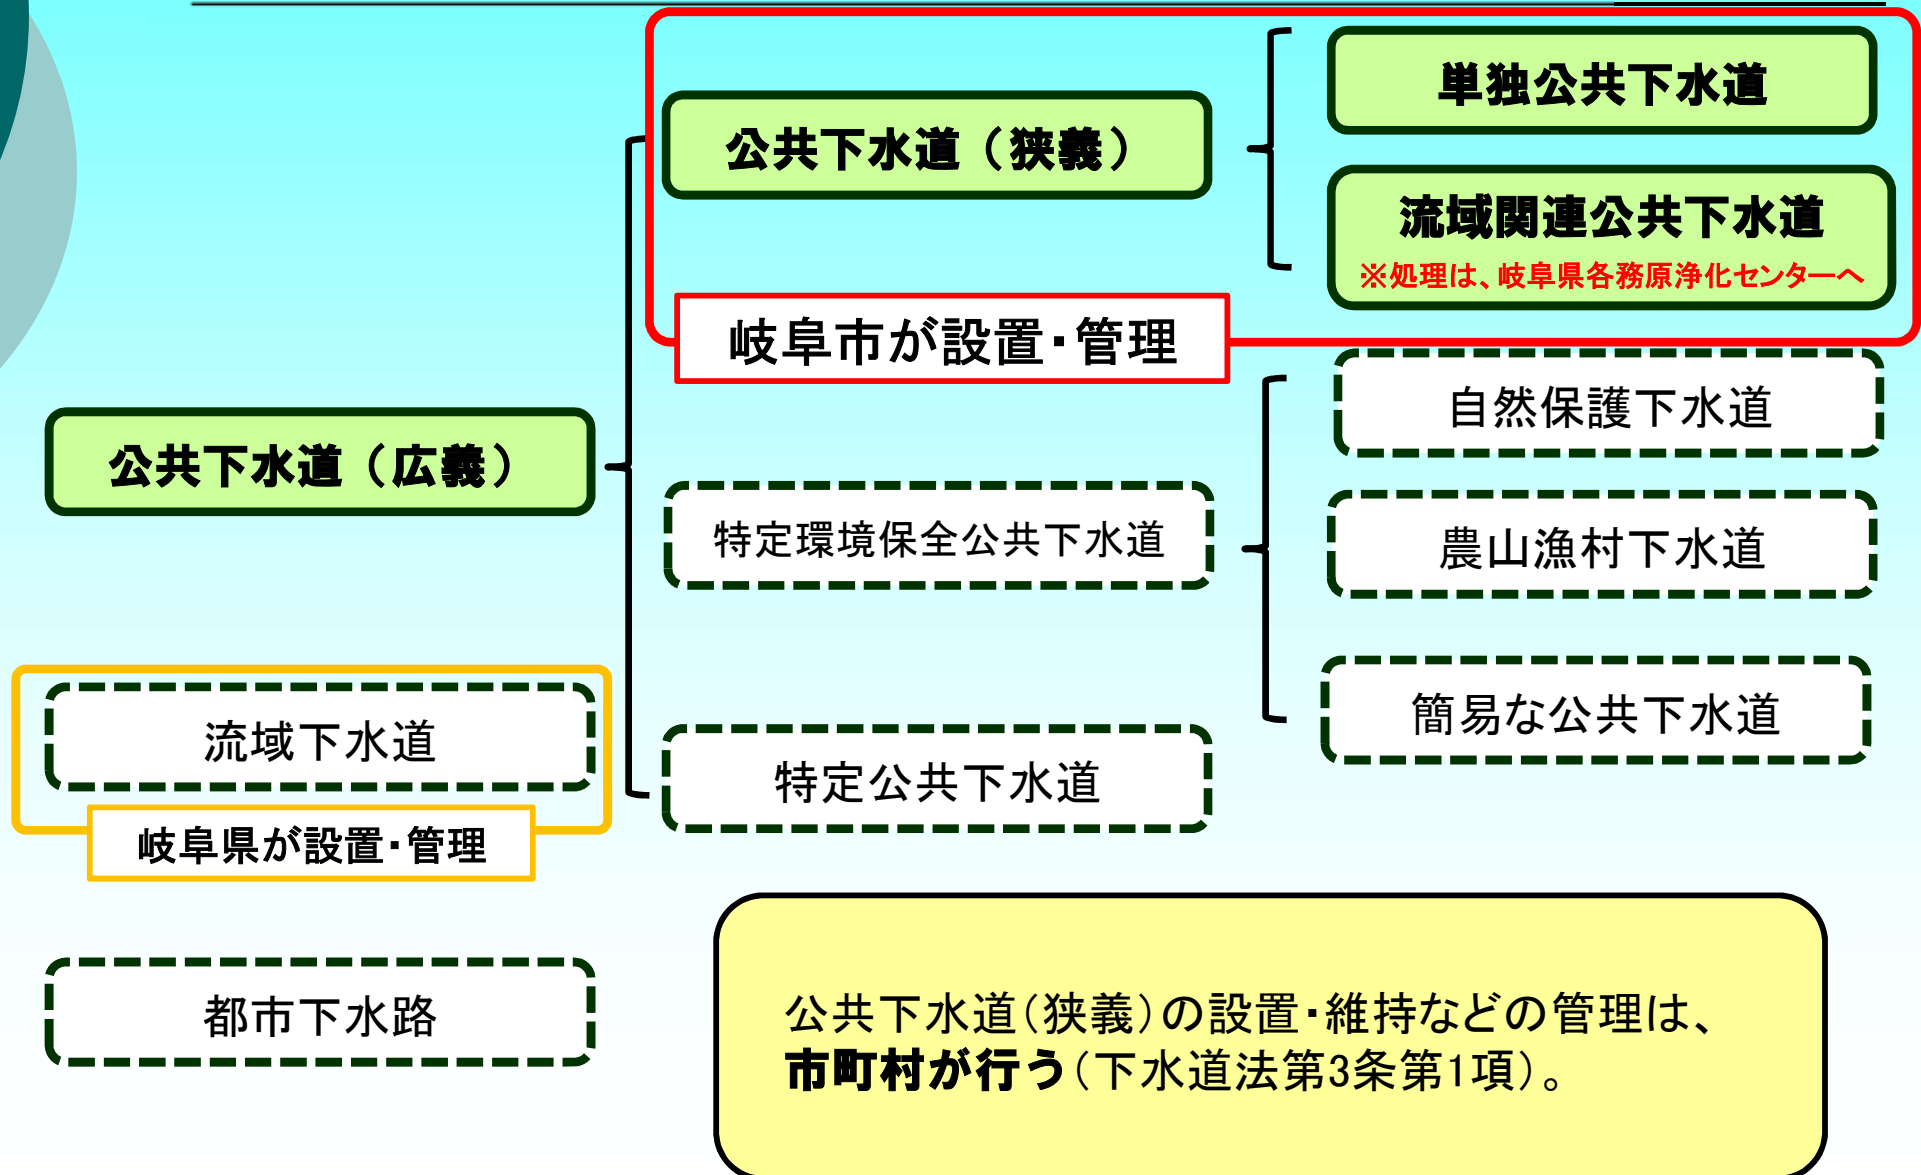 単独公共下水道
公共下水道（狭義）
流域関連公共下水道
※処理は、岐阜県各務原浄化センターへ
岐阜市が設置・管理
自然保護下水道
公共下水道（広義）
特定環境保全公共下水道
農山漁村下水道
簡易な公共下水道
流域下水道
特定公共下水道
岐阜県が設置・管理
都市下水路
公共下水道（狭義）の設置・維持などの管理は、
市町村が行う（下水道法第3条第1項）。